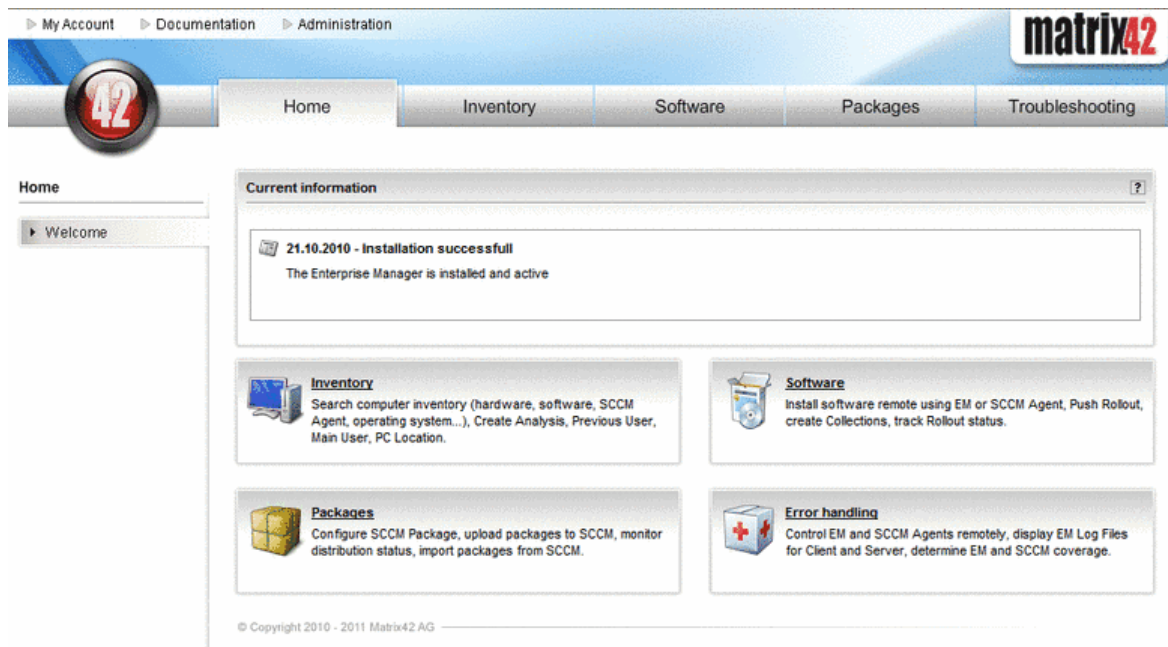 My Account Documentation Administration
matrix42
42
Home Inventory Software Packages Troubleshooting
Home
Welcome
Current information ?
21.10.2010 - Installation successfull
The Enterprise Manager is installed and active
Inventory
Search computer inventory (hardware, software, SCCM
Agent, operating system...), Create Analysis, Previous User,
Main User, PC Location.
Software
Install software remote using EM or SCCM Agent, Push Rollout,
create Collections, track Rollout status.
Packages
Configure SCCM Package, upload packages to SCCM, monitor
distribution status, import packages from SCCM.
Error handling
Control EM and SCCM Agents remotely, display EM Log Files
for Client and Server, determine EM and SCCM coverage.
© Copyright 2010 - 2011 Matrix42 AG